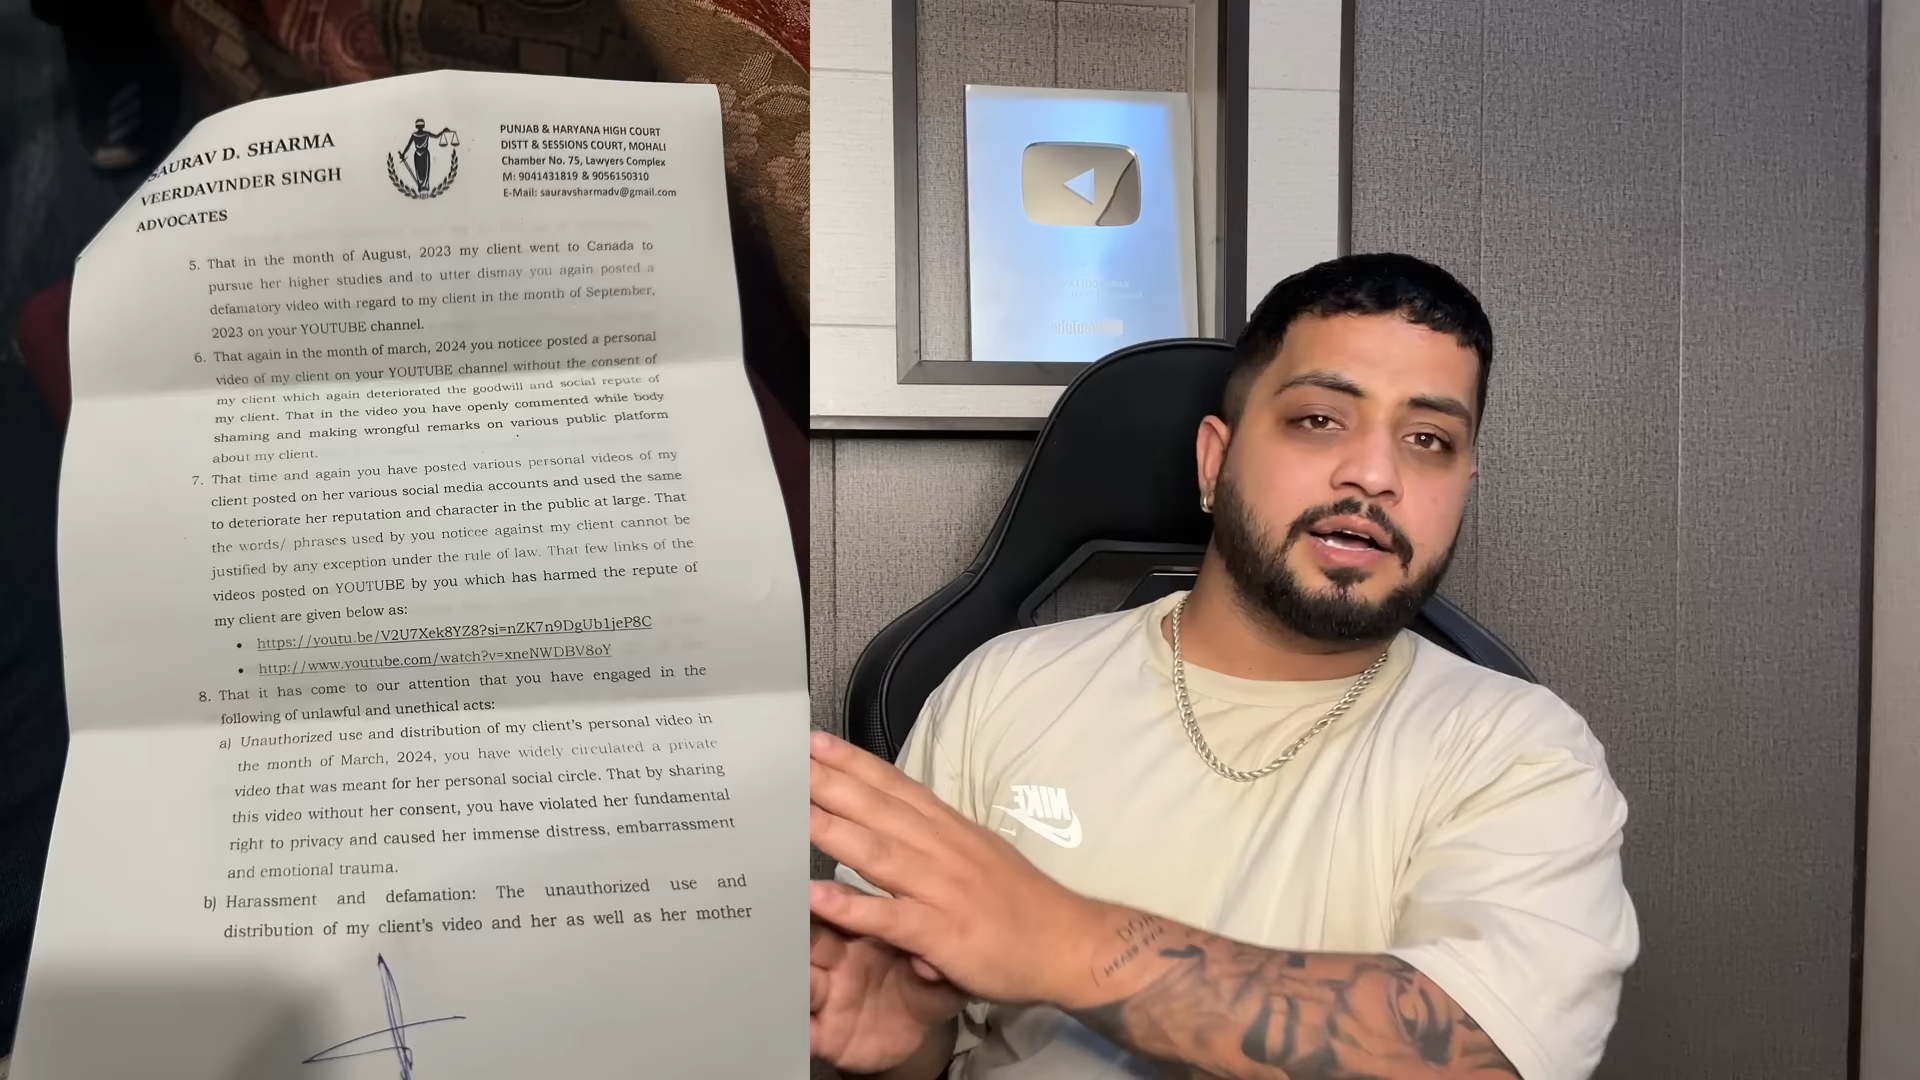 SAURAV D. SHARMA
VEERDAVINDER SINGH
ADVOCATES
PUNJAB & HARYANA HIGH COURT
DISTT & SESSIONS COURT, MOHALI
Chamber No. 75, Lawyers Complex
M: 9041431819 & 9056150310
E-Mail: sauravsharmadv@gmail.com
5. That in the month of August, 2023 my client went to Canada to
pursue her higher studies and to utter dismay you again posted a
defamatory video with regard to my client in the month of September,
2023 on your YOUTUBE channel.
6. That again in the month of march, 2024 you noticee posted a personal
video of my client on your YOUTUBE channel without the consent of
my client which again deteriorated the goodwill and social repute of
my client. That in the video you have openly commented while body
shaming and making wrongful remarks on various public platform
about my client.
7. That time and again you have posted various personal videos of my
client posted on her various social media accounts and used the same
to deteriorate her reputation and character in the public at large. That
the words/ phrases used by you noticee against my client cannot be
justified by any exception under the rule of law. That few links of the
videos posted on YOUTUBE by you which has harmed the repute of
my client are given below as:
• https://youtu.be/V2U7Xek8YZ8?si=nZK7n9DgUb1jeP8C
• http://www.youtube.com/watch?v=xneNWDBV8oY
8. That it has come to our attention that you have engaged in the
following of unlawful and unethical acts:
a) Unauthorized use and distribution of my client's personal video in
the month of March, 2024, you have widely circulated a private
video that was meant for her personal social circle. That by sharing
this video without her consent, you have violated her fundamental
right to privacy and caused her immense distress, embarrassment
and emotional trauma.
b) Harassment and defamation: The unauthorized use and
distribution of my client's video and her as well as her mother
YouTube
NIKE